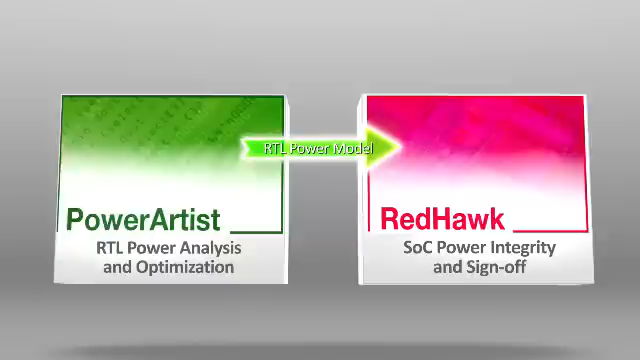 RTL Power Model
PowerArtist
RTL Power Analysis
and Optimization
RedHawk
SoC Power Integrity
and Sign-off